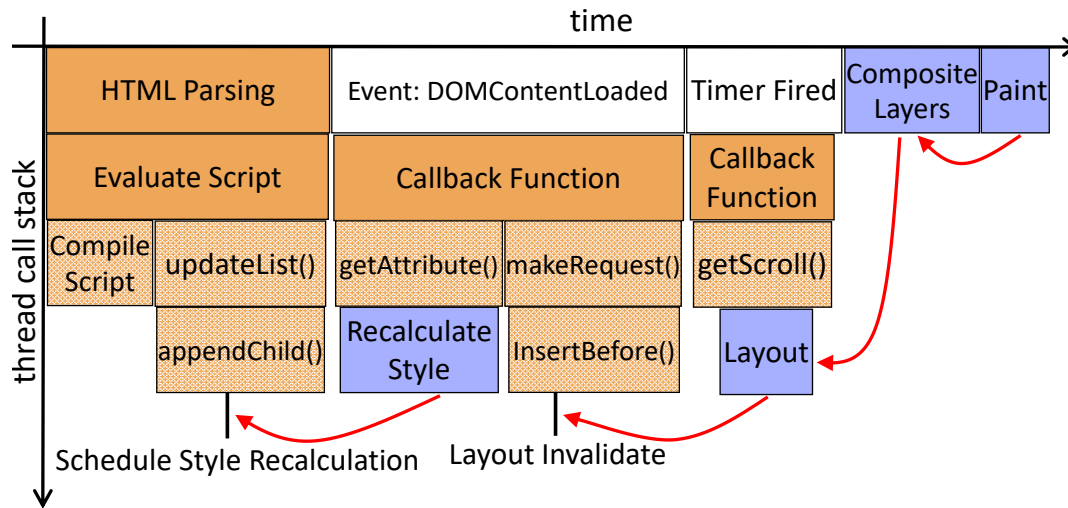 time
thread call stack
HTML Parsing
Event: DOMContentLoaded
Timer Fired
Composite
Layers
Paint
Evaluate Script
Callback Function
Callback
Function
Compile
Script
updateList()
getAttribute()
makeRequest()
getScroll()
appendChild()
Recalculate
Style
InsertBefore()
Layout
Schedule Style Recalculation
Layout Invalidate